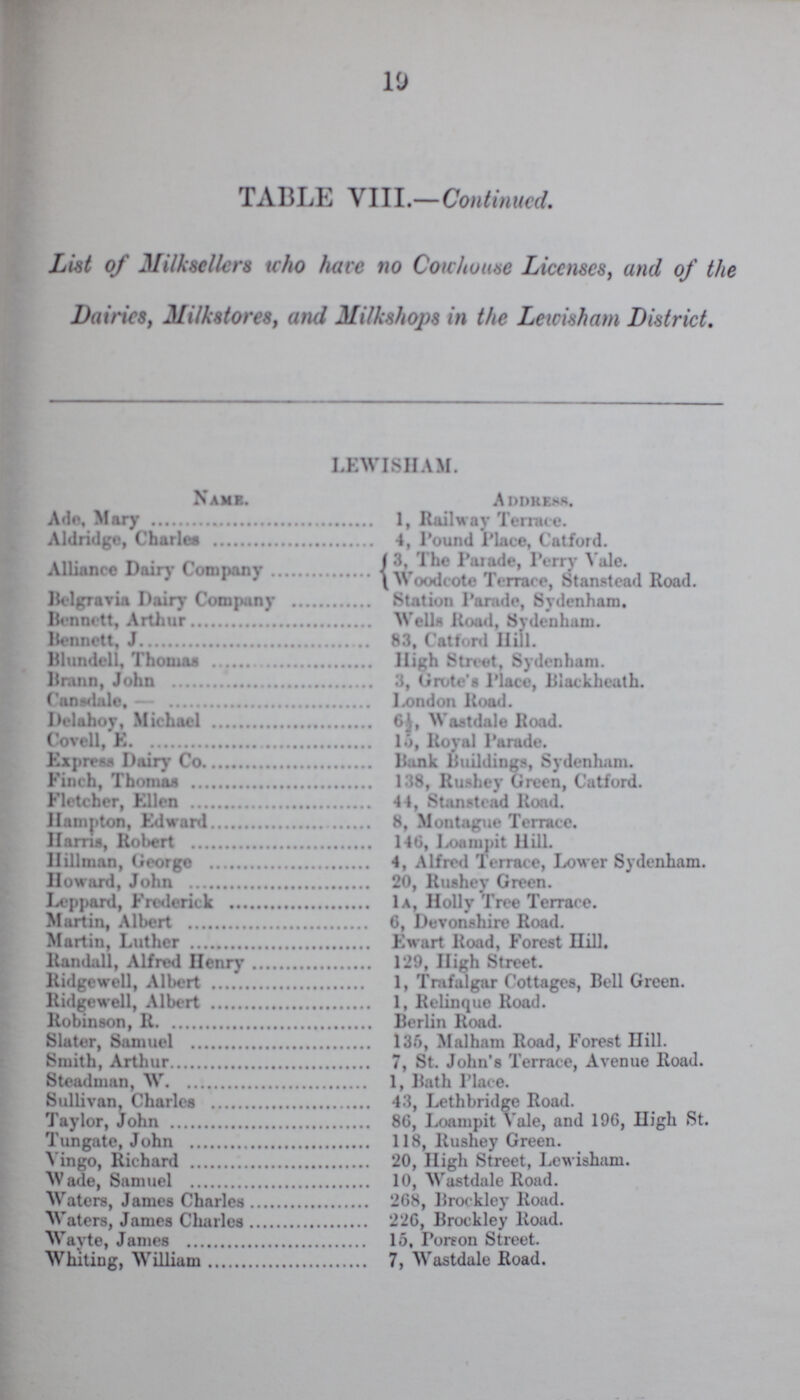 19
TABLE VIII.—Continued.
List of Milksellers who have no Cowhouse Licenses, and of the
Dairies, Milkstores, and Milkshops in the Lewisham District.
LEWISHAM.
NAME. ADDRESS.
Ade, Mary ........ 1, Railway Terrace.
Aldridge, Charles ........ 4, Pound Place, Catford.
Alliance Dairy Company ........ { 3, The Parade, Perry Vale.
{ Woodcote Terrace, Stanstead Road.
Belgravia Dairy Company ........ Station Parade, Sydenham.
Bennett, Arthur ........ Wells Road, Sydenham.
Bennett, J. ........ 83, Catford Hill.
Blundell, Thomas ........ High Street, Sydenham.
Brann, John ........ 3, Grote's Place, Blackheath.
Cansdale, — ........ London Road.
Delahoy, Michael ........ 6½, Wastdale Road.
Covell, E. ........ 15, Royal Parade.
Express Dairy Co. ........ Bank Buildings, Sydenham.
Finch, Thomas ........ 138, Rushey Green, Catford.
Fletcher, Ellen ........ 44, Stanstead Road.
Hampton, Edward ........ 8, Montague Terrace.
Harris, Robert ........ 146, Loampit Hill.
Hillman, George ........ 4, Alfred Terrace, Lower Sydenham.
Howard, John ........ 20, Rushey Green.
Leppard, Frederick ........ 1A, Holly Tree Terrace.
Martin, Albert ........ 6, Devonshire Road.
Martin, Luther ........ Ewart Road, Forest Hill.
Randall, Alfred Henry ........ 129, High Street.
Ridgewell, Albert ........ 1, Trafalgar Cottages, Bell Green.
Ridgewell, Albert ........ 1, Relinque Road.
Robinson, R. ........ Berlin Road.
Slater, Samuel ........ 135, Malham Road, Forest Hill.
Smith, Arthur ........ 7, St. John's Terrace, Avenue Road.
Steadman, W. ........ 1, Bath Place.
Sullivan, Charles ........ 43, Lethbridge Road.
Taylor, John ........ 86, Loampit Vale, and 196, High St.
Tungate, John ........ 118, Rushey Green.
Vingo, Richard ........ 20, High Street, Lewisham.
Wade, Samuel ........ 10, Wastdale Road.
Waters, James Charles ........ 268, Brockley Road.
Waters, James Charles ........ 226, Brockley Road.
Wayte, James ........ 15, Porson Street.
Whiting, William ........ 7, Wastdale Road.